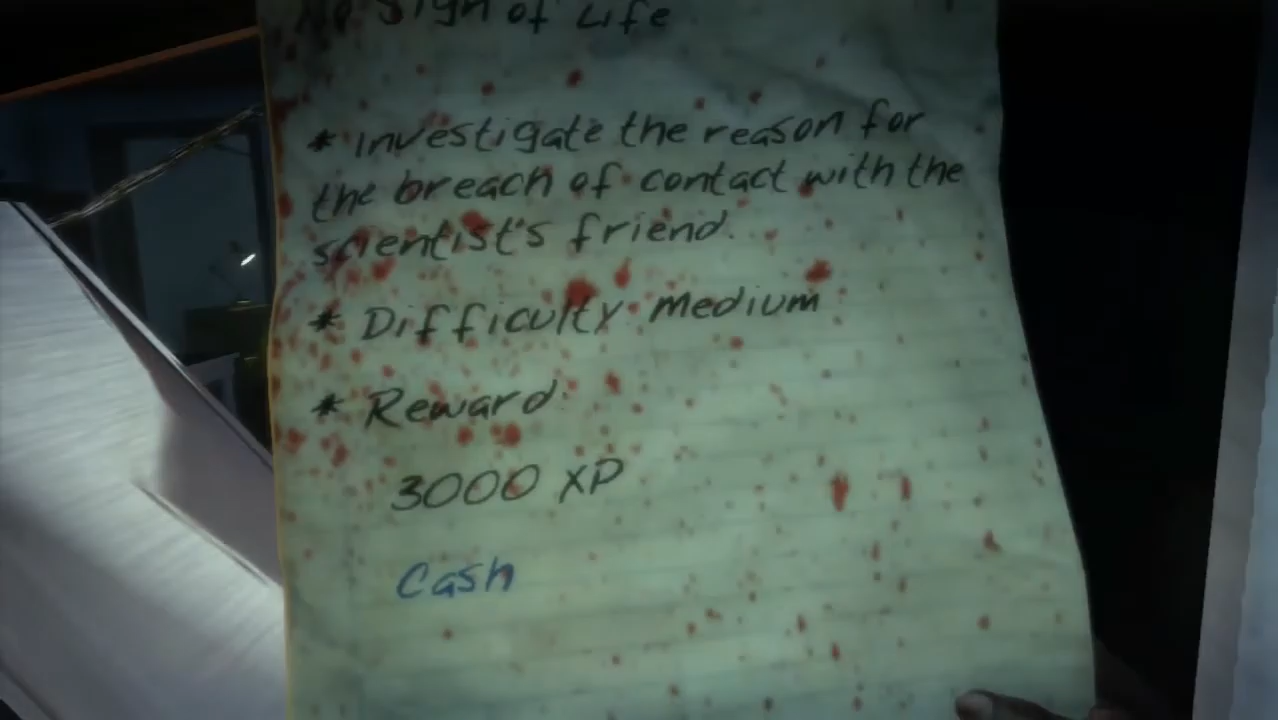 No Sign of Life
* Investigate the reason for
the breach of contact with the
scientist's friend.
* Difficulty medium
* Reward:
3000 XP
Cash